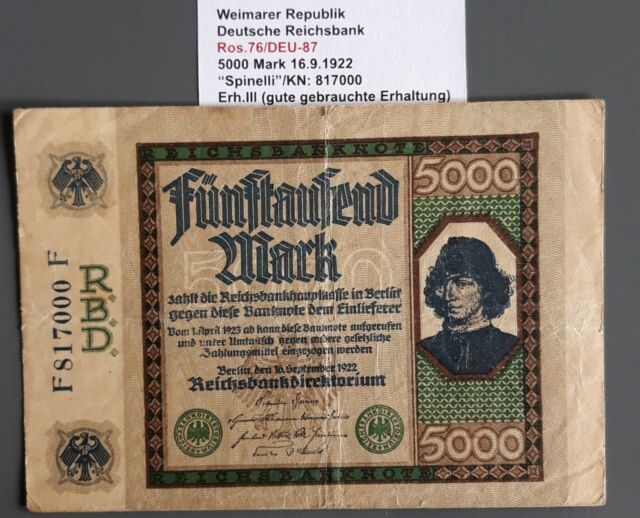 Weimarer Republik
Deutsche Reichsbank
Ros.76/DEU-87
5000 Mark 16.9.1922
“Spinelli”/KN: 817000
Erh.III (gute gebrauchte Erhaltung)
REICHSBANKNOTE
5000
Fünftausend
Mark
5000
zahlt die Reichsbankhauptkasse in Berlin
gegen diese Banknote dem Einlieferer
Vom 1. April 1923 ab kann diese Banknote aufgerufen
und unter Umtausch gegen andere gesetzliche
Zahlungsmittel eingezogen werden
Berlin, den 16. September 1922
Reichsbankdirektorium
5000
REICHSBANKNOTE
F 817000 F
R.B.D.